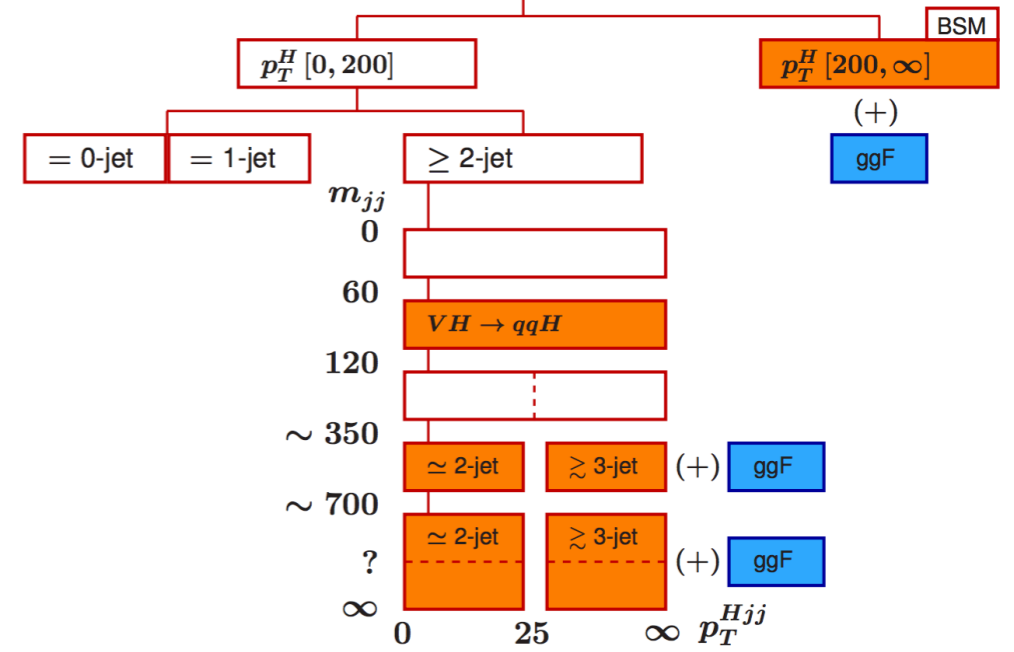 BSM
p_T^H [0, 200]
p_T^H [200, ∞]
(+)
= 0-jet
= 1-jet
≥ 2-jet
ggF
m_jj
0
60
VH → qqH
120
~ 350
≃ 2-jet
≳ 3-jet
(+)
ggF
~ 700
≃ 2-jet
≳ 3-jet
?
(+)
ggF
∞
0
25
∞
p_T^Hjj